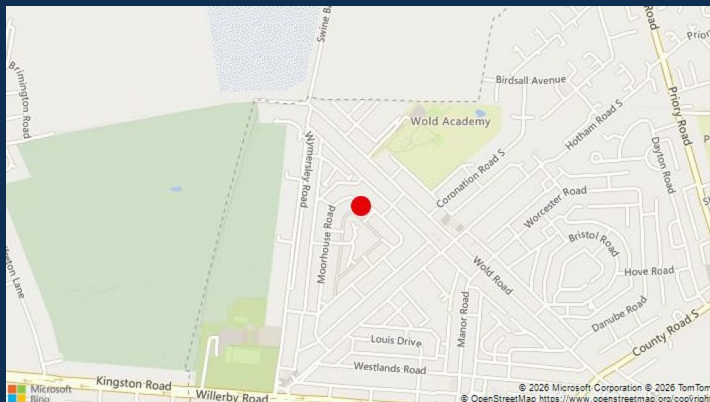 Swine B
Road
Prior
Birdsall Avenue
Brimington Road
Priory Road
Hotham Road S
Wold Academy
Wymersley Road
Dayton Road
Coronation Road S
Worcester Road
Moorhouse Road
Bristol Road
Wold Road
Hove Road
Danube Road
Manor Road
County Road S
Louis Drive
Westlands Road
Kingston Road
Willerby Road
Microsoft
Bing
© 2026 Microsoft Corporation © 2026 TomTom
© OpenStreetMap https://www.openstreetmap.org/copyright